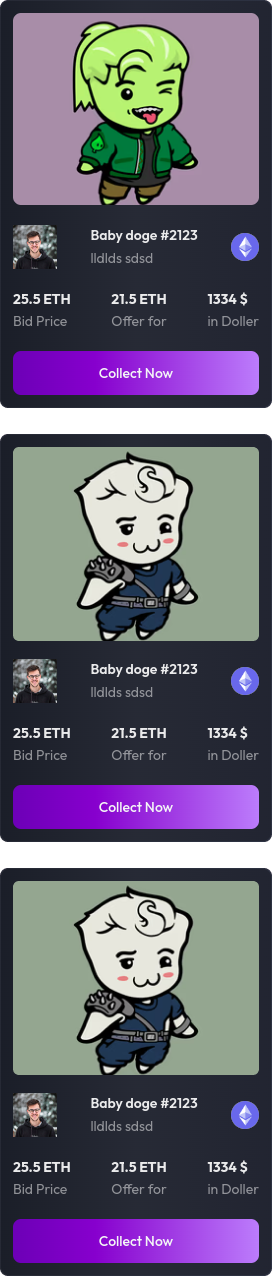 Baby doge #2123
lldlds sdsd
25.5 ETH 21.5 ETH 1334 $
Bid Price Offer for in Doller
Collect Now
Baby doge #2123
lldlds sdsd
25.5 ETH 21.5 ETH 1334 $
Bid Price Offer for in Doller
Collect Now
Baby doge #2123
lldlds sdsd
25.5 ETH 21.5 ETH 1334 $
Bid Price Offer for in Doller
Collect Now